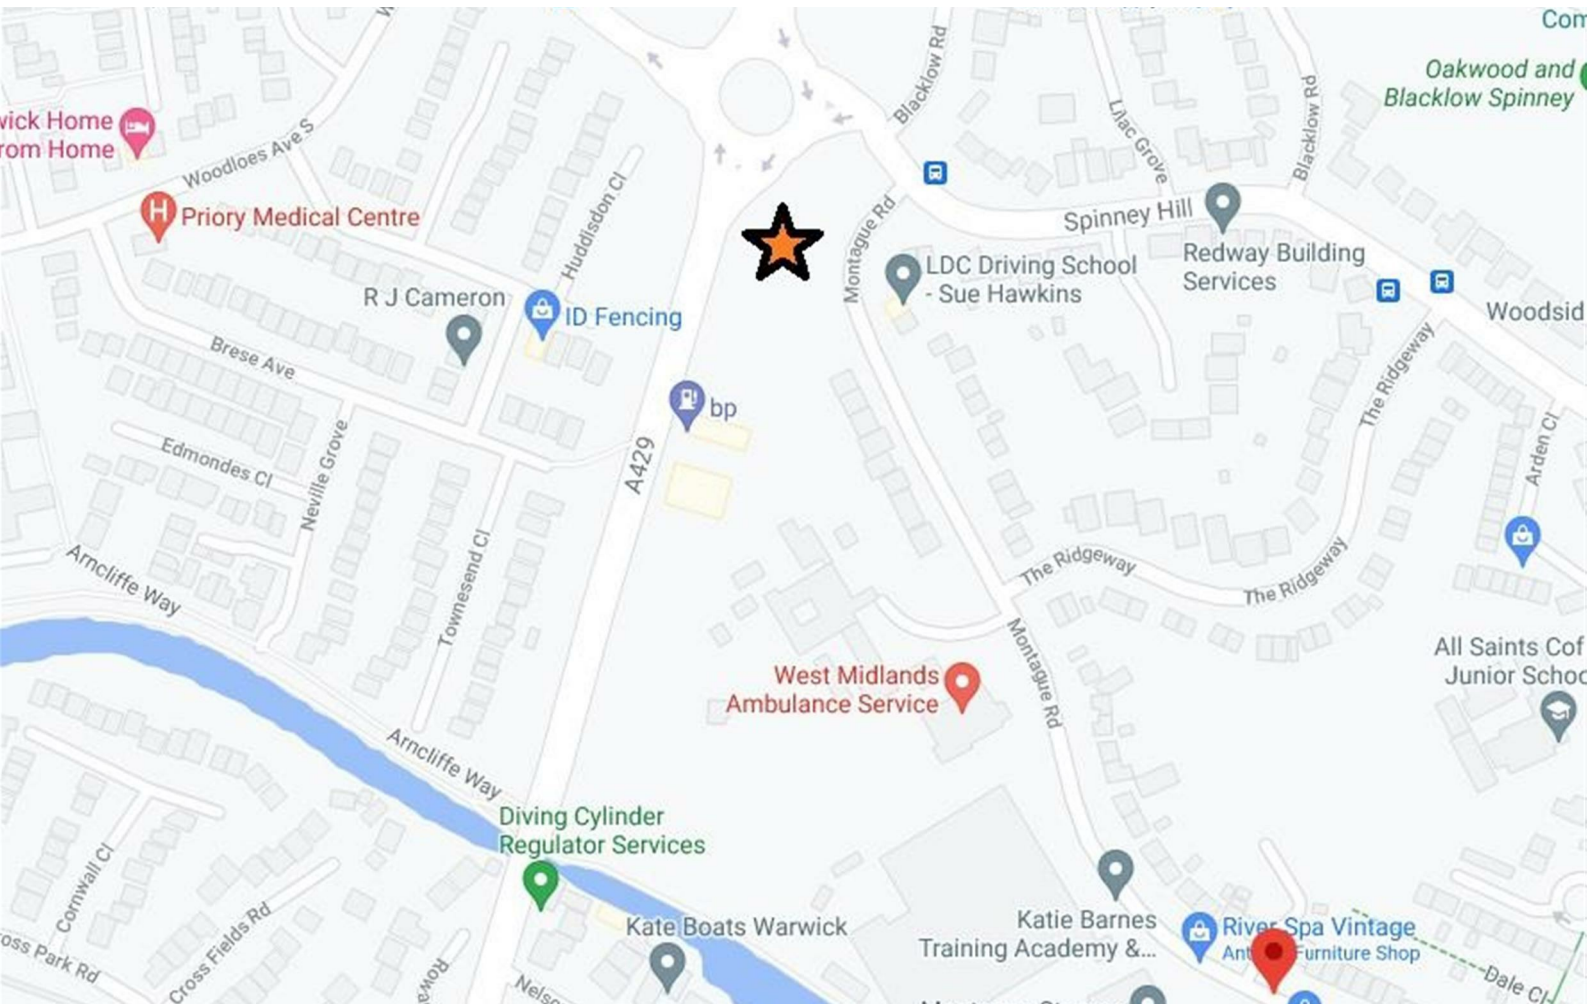 Com
Oakwood and
Blacklow Spinney
Blacklow Rd
Lilac Grove
Blacklow Rd
wick Home
rom Home
Woodloes Ave S
Priory Medical Centre
Huddisdon Cl
Montague Rd
Spinney Hill
LDC Driving School
- Sue Hawkins
Redway Building
Services
R J Cameron
ID Fencing
Woodsid
Brese Ave
bp
The Ridgeway
Edmondes Cl
Neville Grove
A429
Arden Cl
Arncliffe Way
Townesend Cl
The Ridgeway
The Ridgeway
Montague Rd
West Midlands
Ambulance Service
All Saints Cof
Junior Schoo
Arncliffe Way
Diving Cylinder
Regulator Services
Cornwall Cl
Cross Fields Rd
oss Park Rd
Kate Boats Warwick
Katie Barnes
Training Academy &...
River Spa Vintage
Ant Furniture Shop
Dale Cl
Rowa
Nelso